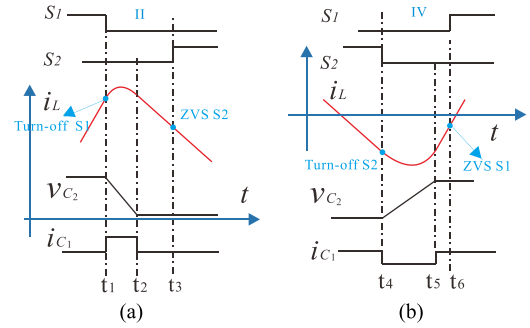 S1 II
S2
iL
Turn-off S1
ZVS S2
vC2
t
iC1
t1 t2 t3
(a)
S1 IV
S2
iL
t
Turn-off S2
ZVS S1
vC2
iC1
t4 t5 t6
(b)